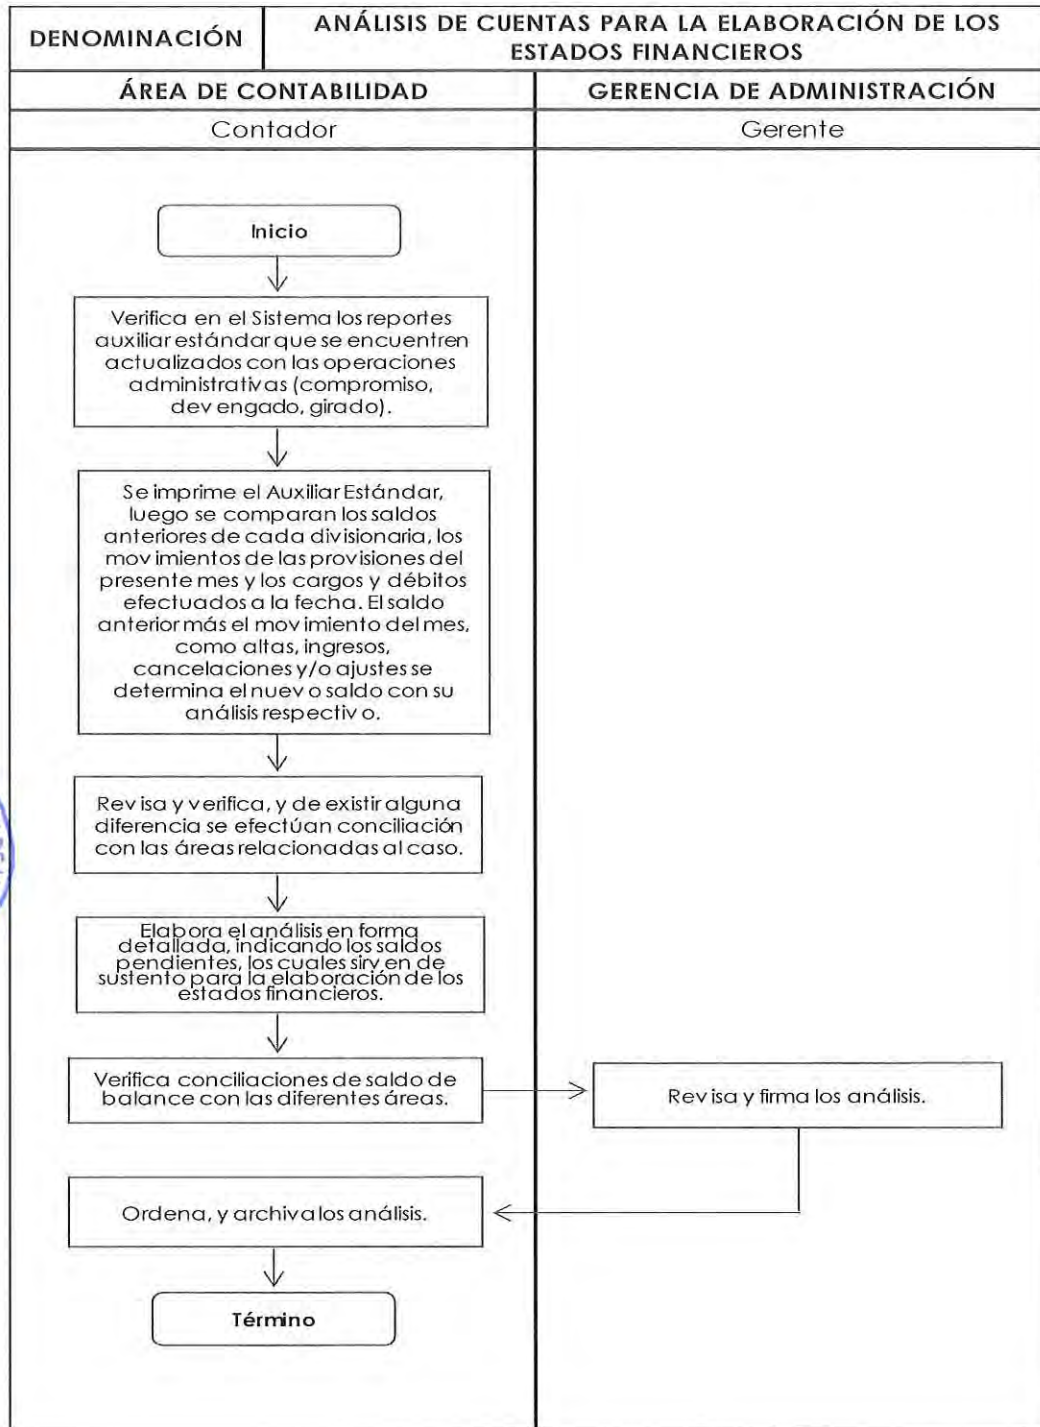 DENOMINACIÓN
ANÁLISIS DE CUENTAS PARA LA ELABORACIÓN DE LOS
ESTADOS FINANCIEROS
ÁREA DE CONTABILIDAD
GERENCIA DE ADMINISTRACIÓN
Contador
Gerente
Inicio
Verifica en el Sistema los reportes
auxiliar estándar que se encuentren
actualizados con las operaciones
administrativas (compromiso,
devengado, girado).
Se imprime el Auxiliar Estándar,
luego se comparan los saldos
anteriores de cada divisionaria, los
movimientos de las provisiones del
presente mes y los cargos y débitos
efectuados a la fecha. El saldo
anterior más el movimiento del mes,
como altas, ingresos,
cancelaciones y/o ajustes se
determina el nuevo saldo con su
análisis respectivo.
Revisa y verifica, y de existir alguna
diferencia se efectúan conciliación
con las áreas relacionadas al caso.
Elabora el análisis en forma
detallada, indicando los saldos
pendientes, los cuales sirven de
sustento para la elaboración de los
estados financieros.
Verifica conciliaciones de saldo de
balance con las diferentes áreas.
Revisa y firma los análisis.
Ordena, y archiva los análisis.
Término